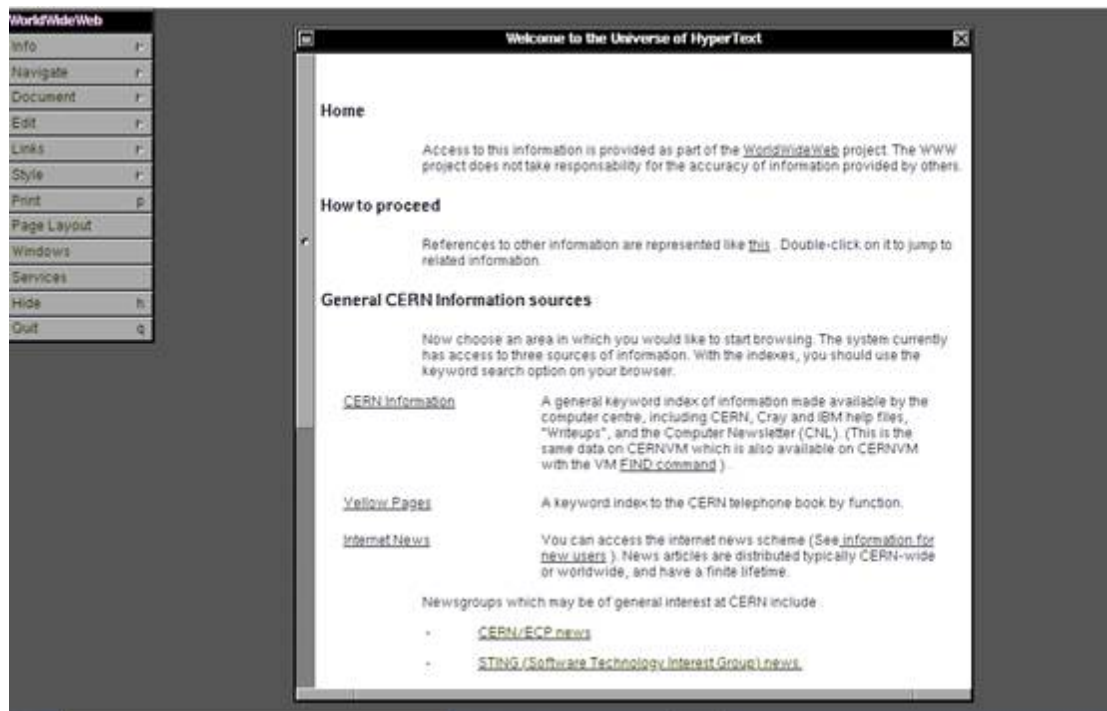 WorldWideWeb
Info
Navigate
Document
Edit
Links
Style
Print p
Page Layout
Windows
Services
Hide h
Quit q
Welcome to the Universe of HyperText
Home
Access to this information is provided as part of the WorldWideWeb project. The WWW
project does not take responsability for the accuracy of information provided by others.
How to proceed
References to other information are represented like this . Double-click on it to jump to
related information.
General CERN Information sources
Now choose an area in which you would like to start browsing. The system currently
has access to three sources of information. With the indexes, you should use the
keyword search option on your browser.
CERN Information
A general keyword index of information made available by the
computer centre, including CERN, Cray and IBM help files,
"Writeups", and the Computer Newsletter (CNL). (This is the
same data on CERNVM which is also available on CERNVM
with the VM FIND command ).
Yellow Pages
A keyword index to the CERN telephone book by function.
Internet News
You can access the internet news scheme (See information for
new users ). News articles are distributed typically CERN-wide
or worldwide, and have a finite lifetime.
Newsgroups which may be of general interest at CERN include
- CERN/ECP news
- STING (Software Technology Interest Group) news.